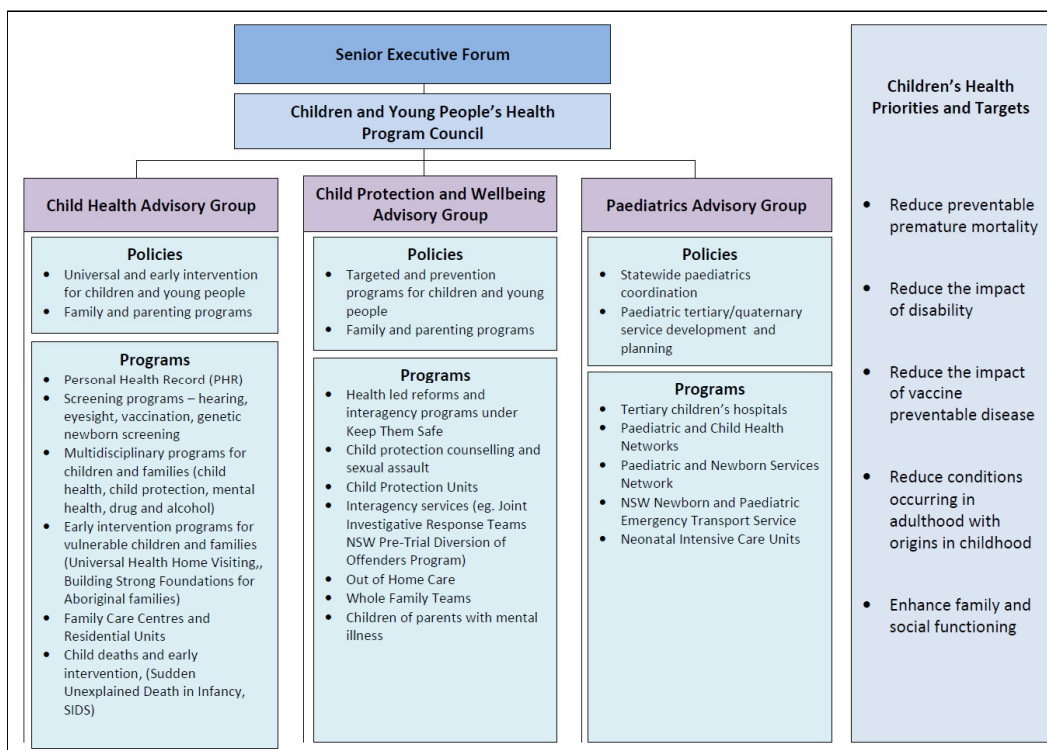 Senior Executive Forum
Children and Young People's Health
Program Council
Child Health Advisory Group
Policies
• Universal and early intervention
for children and young people
• Family and parenting programs
Programs
• Personal Health Record (PHR)
• Screening programs – hearing,
eyesight, vaccination, genetic
newborn screening
• Multidisciplinary programs for
children and families (child
health, child protection, mental
health, drug and alcohol)
• Early intervention programs for
vulnerable children and families
(Universal Health Home Visiting,,
Building Strong Foundations for
Aboriginal families)
• Family Care Centres and
Residential Units
• Child deaths and early
intervention, (Sudden
Unexplained Death in Infancy,
SIDS)
Child Protection and Wellbeing
Advisory Group
Policies
• Targeted and prevention
programs for children and young
people
• Family and parenting programs
Programs
• Health led reforms and
interagency programs under
Keep Them Safe
• Child protection counselling and
sexual assault
• Child Protection Units
• Interagency services (eg. Joint
Investigative Response Teams
NSW Pre-Trial Diversion of
Offenders Program)
• Out of Home Care
• Whole Family Teams
• Children of parents with mental
illness
Paediatrics Advisory Group
Policies
• Statewide paediatrics
coordination
• Paediatric tertiary/quaternary
service development and
planning
Programs
• Tertiary children's hospitals
• Paediatric and Child Health
Networks
• Paediatric and Newborn Services
Network
• NSW Newborn and Paediatric
Emergency Transport Service
• Neonatal Intensive Care Units
Children's Health
Priorities and Targets
• Reduce preventable
premature mortality
• Reduce the impact
of disability
• Reduce the impact
of vaccine
preventable disease
• Reduce conditions
occurring in
adulthood with
origins in childhood
• Enhance family and
social functioning